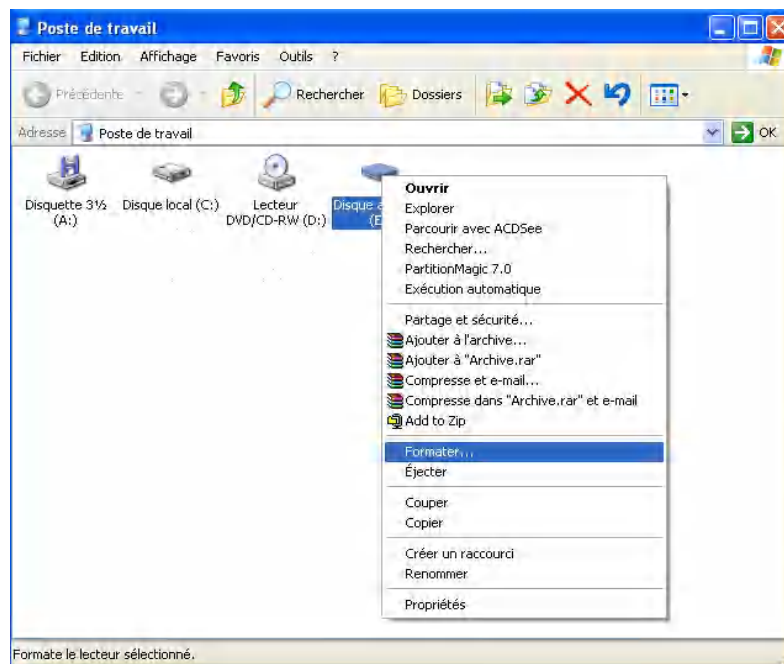 Poste de travail
Fichier Edition Affichage Favoris Outils ?
Précédente Rechercher Dossiers
Adresse Poste de travail OK
Disquette 3½ (A:)
Disque local (C:)
Lecteur DVD/CD-RW (D:)
Disque
Ouvrir
Explorer
Parcourir avec ACDSee
Rechercher...
PartitionMagic 7.0
Exécution automatique
Partage et sécurité...
Ajouter à l'archive...
Ajouter à "Archive.rar"
Compresse et e-mail...
Compresse dans "Archive.rar" et e-mail
Add to Zip
Formater...
Éjecter
Couper
Copier
Créer un raccourci
Renommer
Propriétés
Formate le lecteur sélectionné.